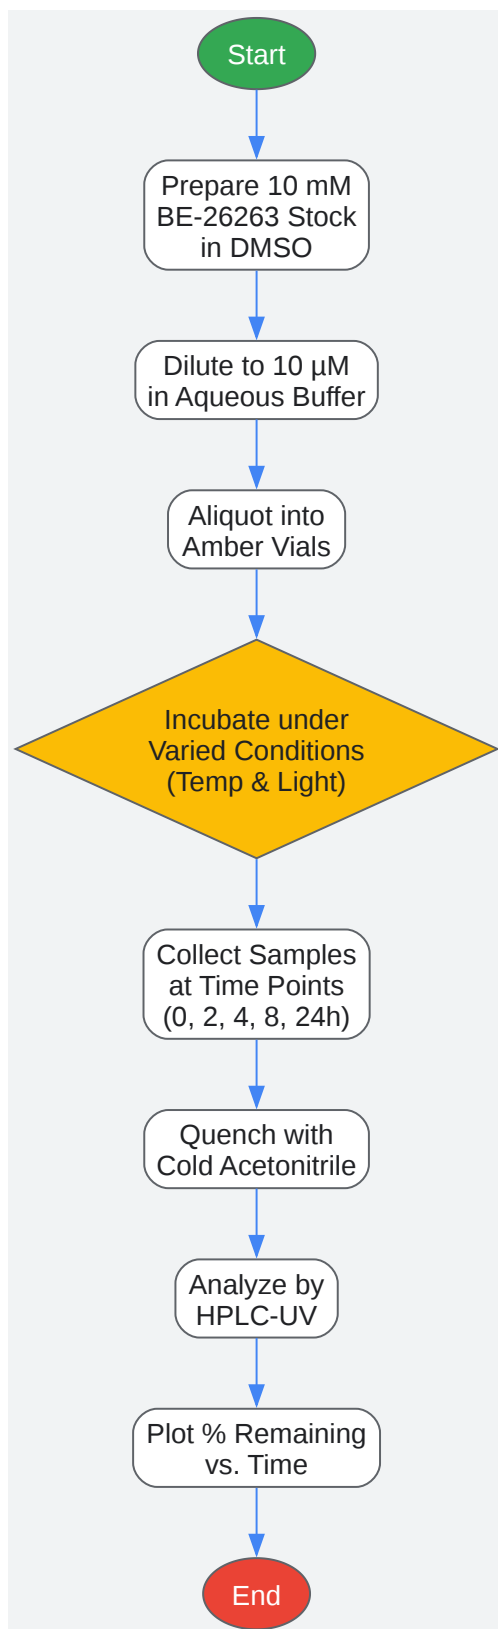 Start
Prepare 10 mM
BE-26263 Stock
in DMSO
Dilute to 10 µM
in Aqueous Buffer
Aliquot into
Amber Vials
Incubate under
Varied Conditions
(Temp & Light)
Collect Samples
at Time Points
(0, 2, 4, 8, 24h)
Quench with
Cold Acetonitrile
Analyze by
HPLC-UV
Plot % Remaining
vs. Time
End